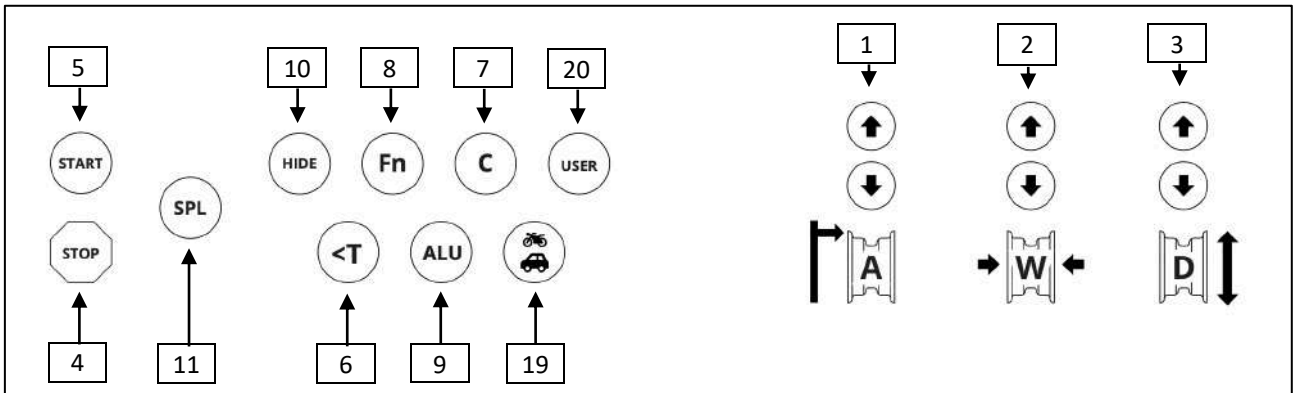 1 2 3
5 10 8 7 20
START HIDE Fn C USER
SPL
STOP <T ALU A W D
4 11 6 9 19